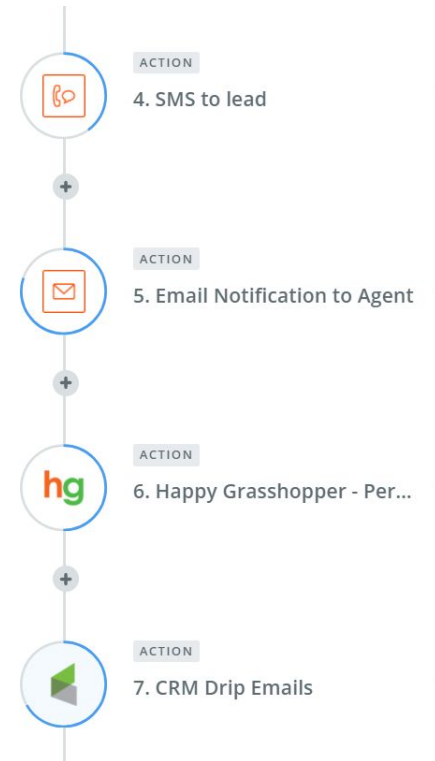 ACTION
4. SMS to lead
ACTION
5. Email Notification to Agent
ACTION
hg
6. Happy Grasshopper - Per...
ACTION
7. CRM Drip Emails